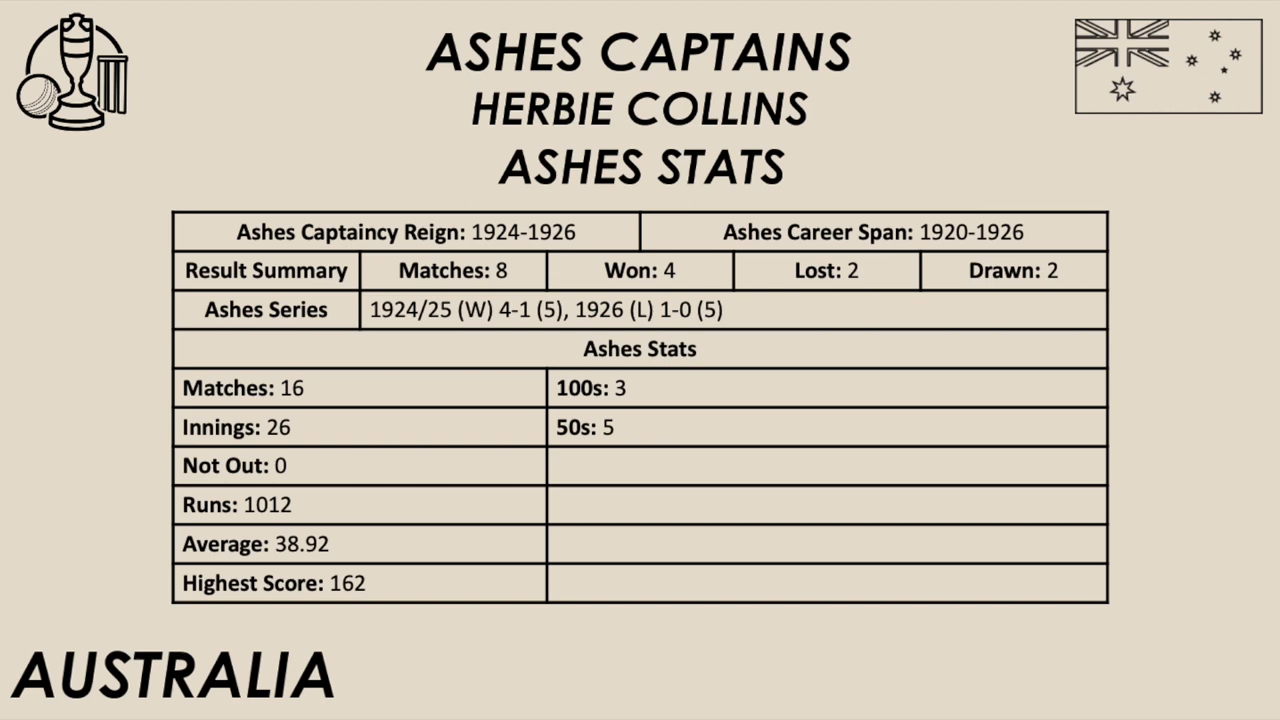 ASHES CAPTAINS
HERBIE COLLINS
ASHES STATS
Ashes Captaincy Reign: 1924-1926 Ashes Career Span: 1920-1926
Result Summary Matches: 8 Won: 4 Lost: 2 Drawn: 2
Ashes Series 1924/25 (W) 4-1 (5), 1926 (L) 1-0 (5)
Ashes Stats
Matches: 16 100s: 3
Innings: 26 50s: 5
Not Out: 0
Runs: 1012
Average: 38.92
Highest Score: 162
AUSTRALIA